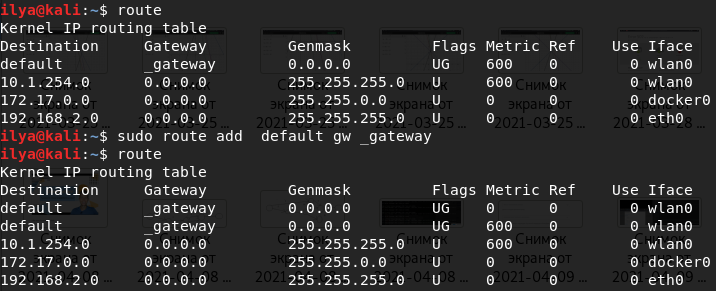 ilya@kali:~$ route
Kernel IP routing table
Destination Gateway Genmask Flags Metric Ref Use Iface
default _gateway 0.0.0.0 UG 600 0 0 wlan0
10.1.254.0 0.0.0.0 255.255.255.0 U 600 0 0 wlan0
172.17.0.0 0.0.0.0 255.255.0.0 U 0 0 0 docker0
192.168.2.0 0.0.0.0 255.255.255.0 U 0 0 0 eth0
ilya@kali:~$ sudo route add  default gw _gateway
ilya@kali:~$ route
Kernel IP routing table
Destination Gateway Genmask Flags Metric Ref Use Iface
default _gateway 0.0.0.0 UG 0 0 0 wlan0
default _gateway 0.0.0.0 UG 600 0 0 wlan0
10.1.254.0 0.0.0.0 255.255.255.0 U 600 0 0 wlan0
172.17.0.0 0.0.0.0 255.255.0.0 U 0 0 0 docker0
192.168.2.0 0.0.0.0 255.255.255.0 U 0 0 0 eth0